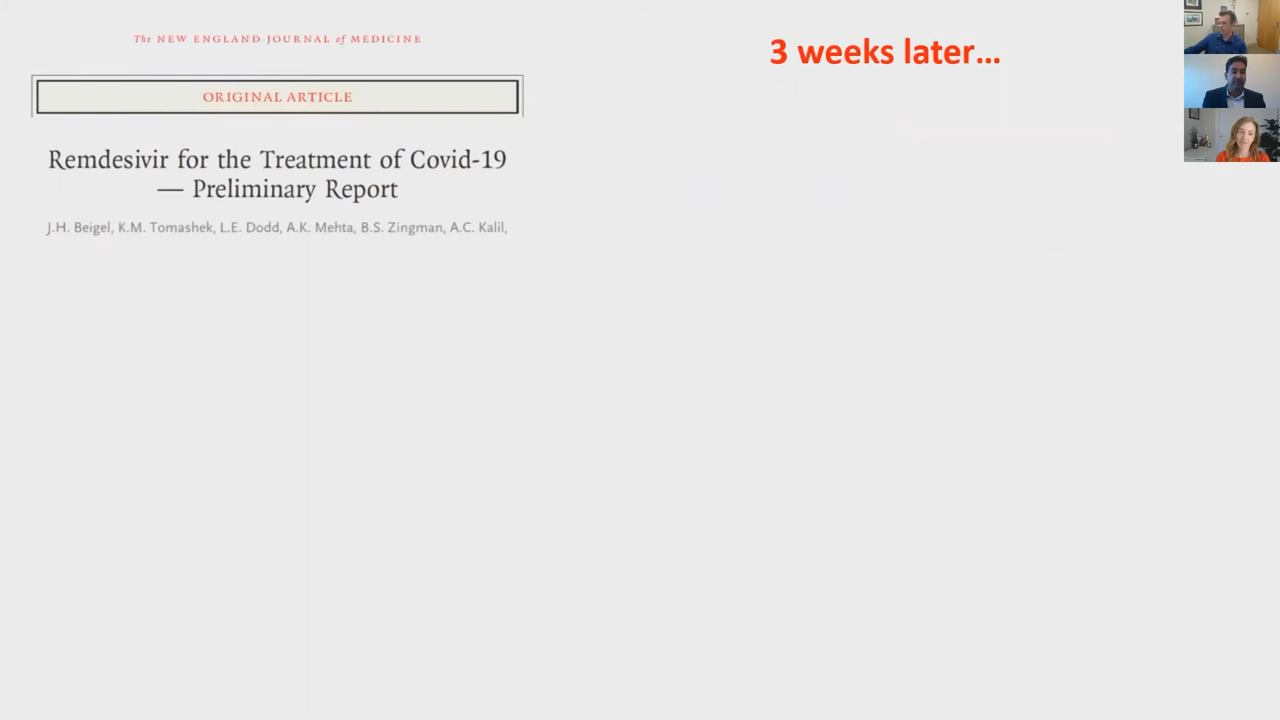 The NEW ENGLAND JOURNAL of MEDICINE
ORIGINAL ARTICLE
Remdesivir for the Treatment of Covid-19
— Preliminary Report
J.H. Beigel, K.M. Tomashek, L.E. Dodd, A.K. Mehta, B.S. Zingman, A.C. Kalil,
3 weeks later...